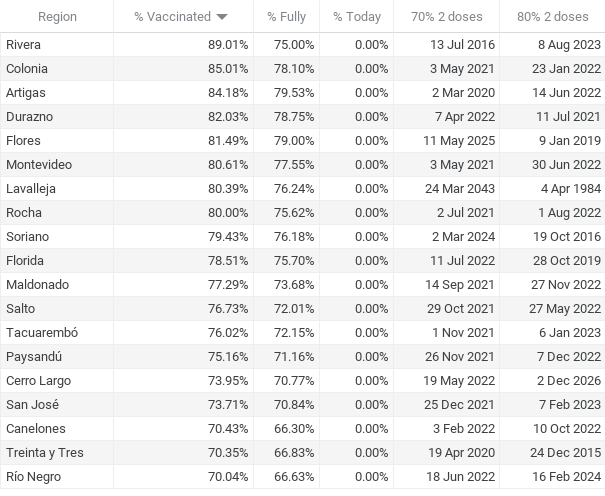 Region % Vaccinated % Fully % Today 70% 2 doses 80% 2 doses
Rivera 89.01% 75.00% 0.00% 13 Jul 2016 8 Aug 2023
Colonia 85.01% 78.10% 0.00% 3 May 2021 23 Jan 2022
Artigas 84.18% 79.53% 0.00% 2 Mar 2020 14 Jun 2022
Durazno 82.03% 78.75% 0.00% 7 Apr 2022 11 Jul 2021
Flores 81.49% 79.00% 0.00% 11 May 2025 9 Jan 2019
Montevideo 80.61% 77.55% 0.00% 3 May 2021 30 Jun 2022
Lavalleja 80.39% 76.24% 0.00% 24 Mar 2043 4 Apr 1984
Rocha 80.00% 75.62% 0.00% 2 Jul 2021 1 Aug 2022
Soriano 79.43% 76.18% 0.00% 2 Mar 2024 19 Oct 2016
Florida 78.51% 75.70% 0.00% 11 Jul 2022 28 Oct 2019
Maldonado 77.29% 73.68% 0.00% 14 Sep 2021 27 Nov 2022
Salto 76.73% 72.01% 0.00% 29 Oct 2021 27 May 2022
Tacuarembó 76.02% 72.15% 0.00% 1 Nov 2021 6 Jan 2023
Paysandú 75.16% 71.16% 0.00% 26 Nov 2021 7 Dec 2022
Cerro Largo 73.95% 70.77% 0.00% 19 May 2022 2 Dec 2026
San José 73.71% 70.84% 0.00% 25 Dec 2021 7 Feb 2023
Canelones 70.43% 66.30% 0.00% 3 Feb 2022 10 Oct 2022
Treinta y Tres 70.35% 66.83% 0.00% 19 Apr 2020 24 Dec 2015
Río Negro 70.04% 66.63% 0.00% 18 Jun 2022 16 Feb 2024